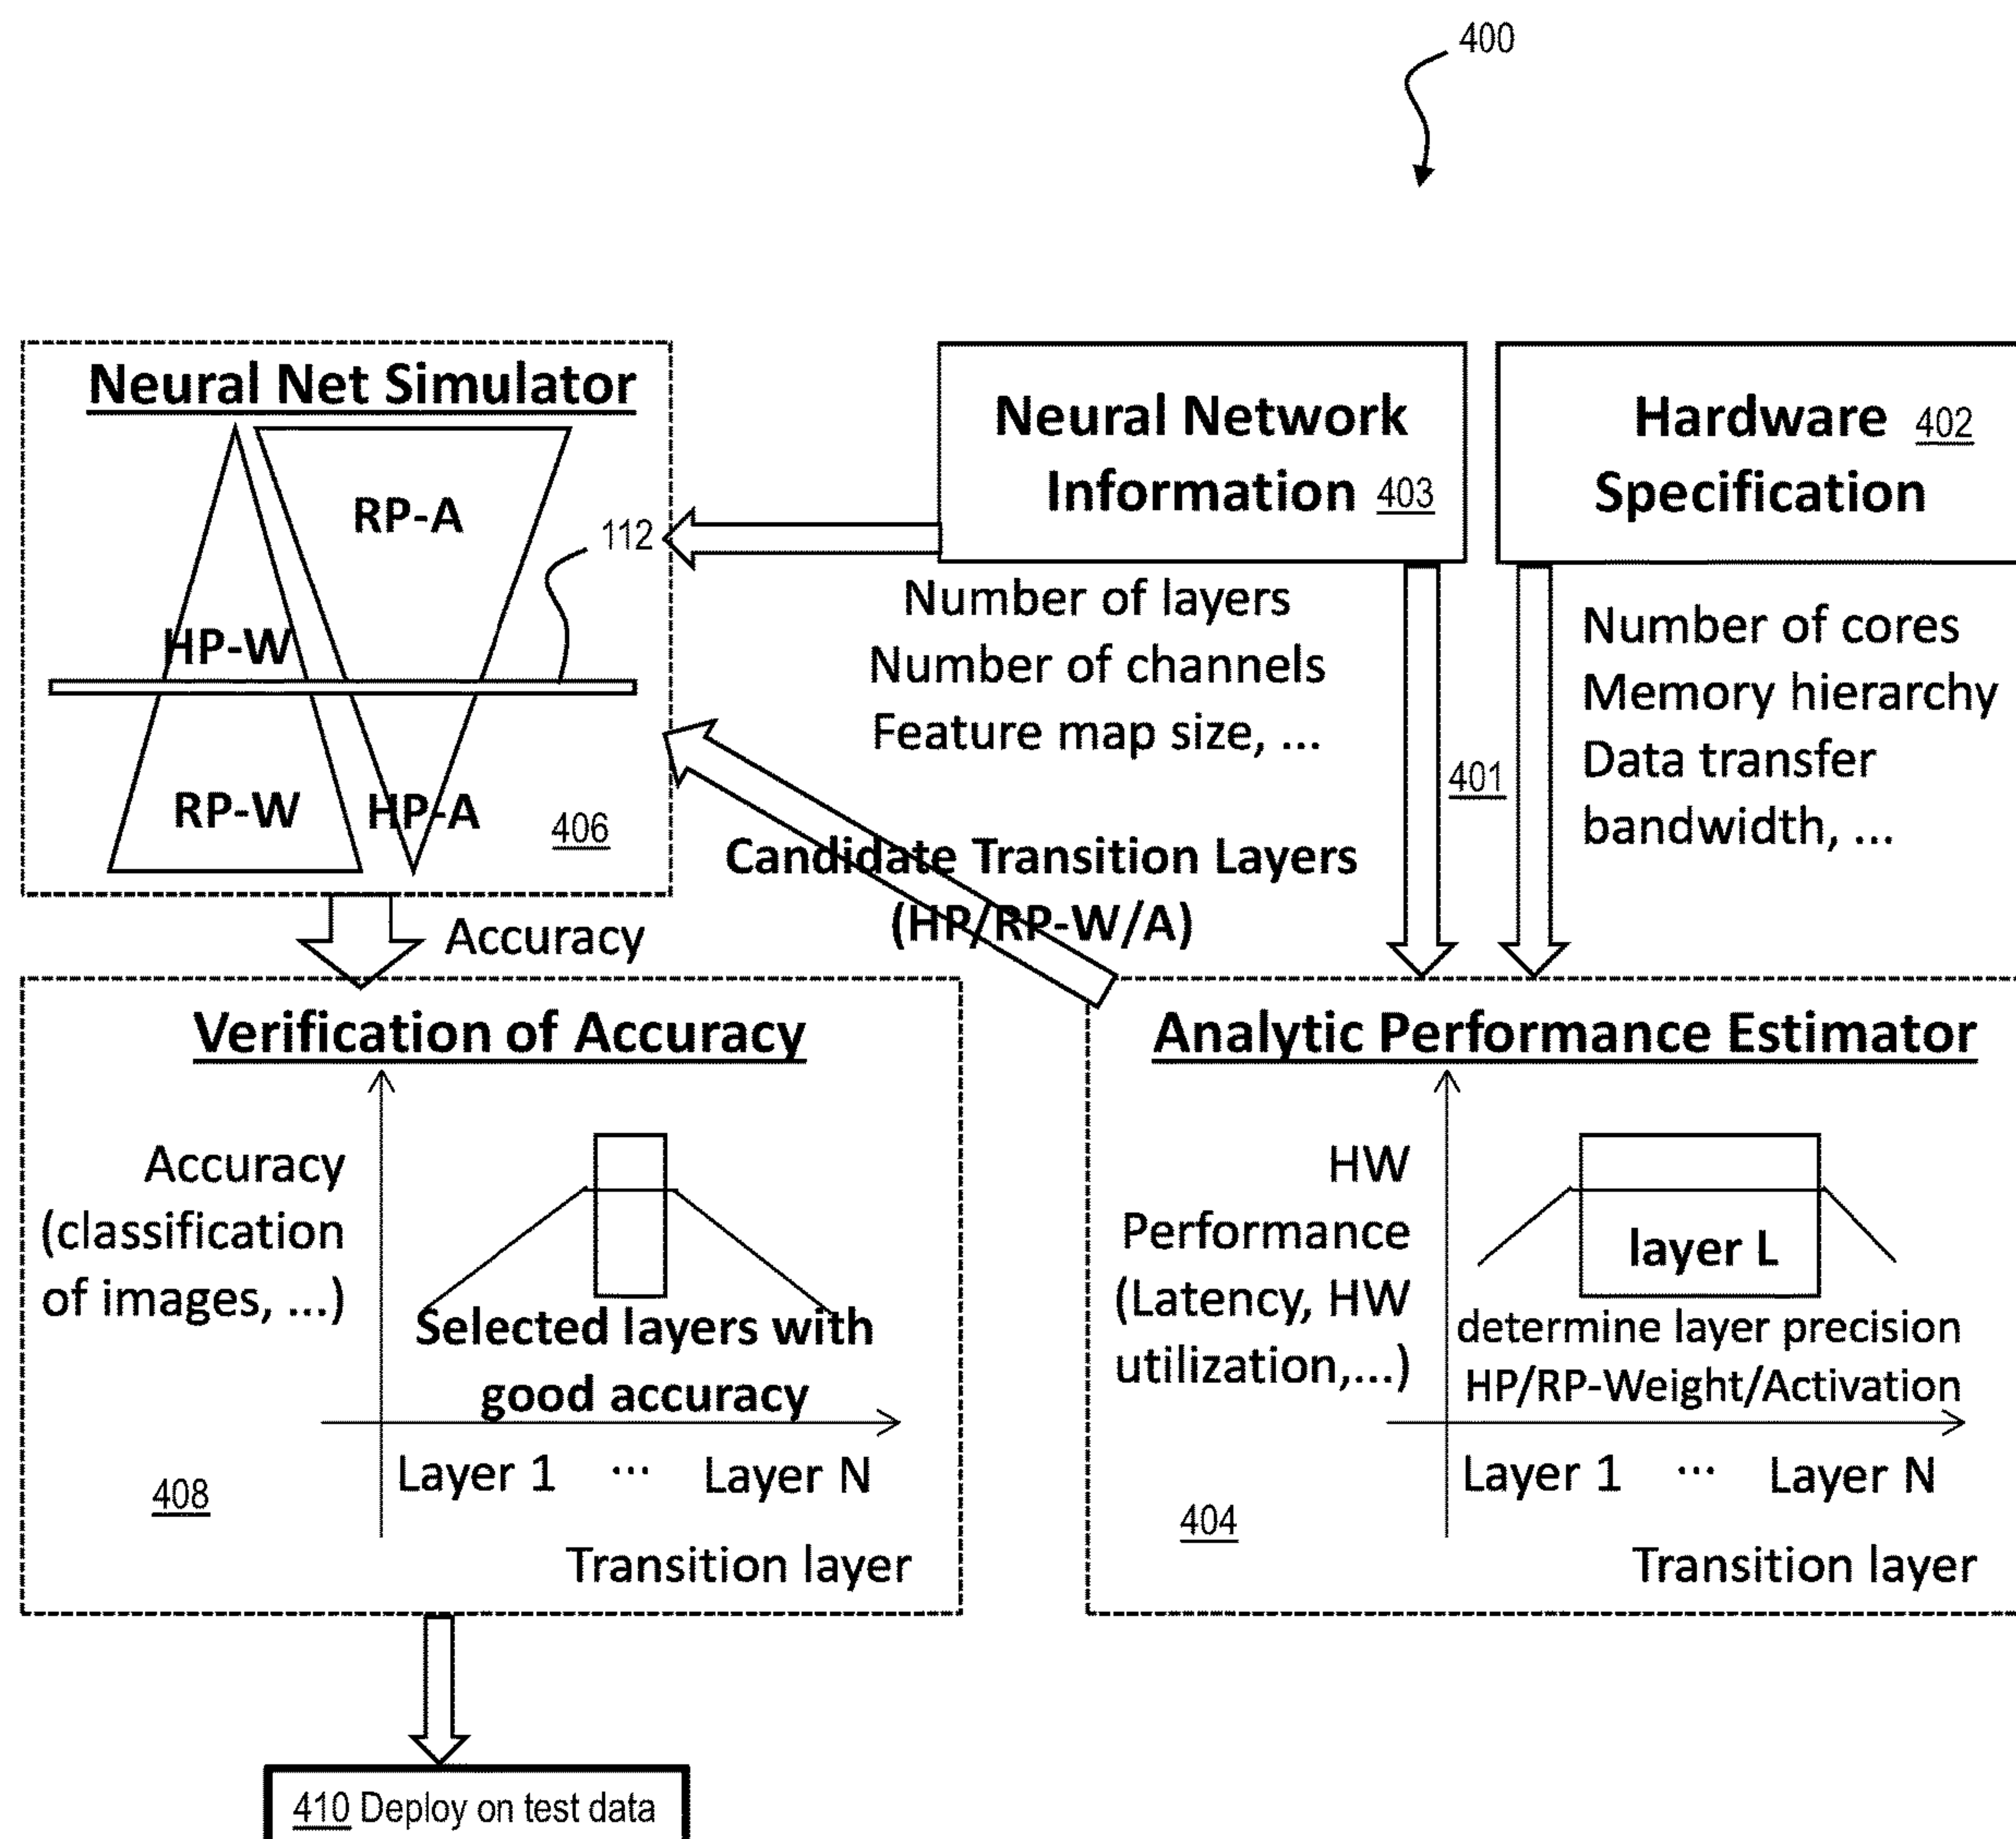 400
Neural Net Simulator
RP-A
112
HP-W
RP-W
HP-A
406
Neural Network
Information 403
Hardware 402
Specification
Number of layers
Number of channels
Feature map size, ...
401
Number of cores
Memory hierarchy
Data transfer
bandwidth, ...
Candidate Transition Layers
(HP/RP-W/A)
Accuracy
Verification of Accuracy
Accuracy
(classification
of images, ...)
Selected layers with
good accuracy
Layer 1 ... Layer N
408
Transition layer
Analytic Performance Estimator
HW
Performance
(Latency, HW
utilization,...)
layer L
determine layer precision
HP/RP-Weight/Activation
Layer 1 ... Layer N
404
Transition layer
410 Deploy on test data